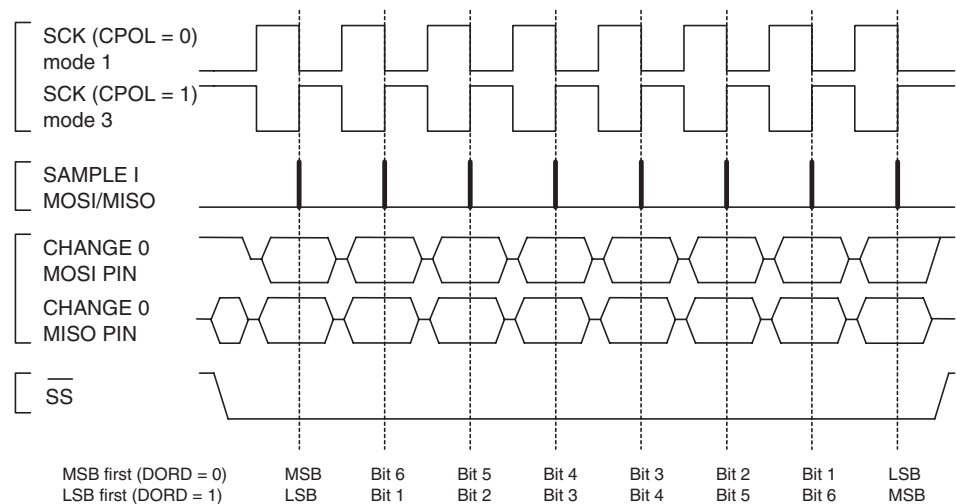 SCK (CPOL = 0)
mode 1
SCK (CPOL = 1)
mode 3
SAMPLE I
MOSI/MISO
CHANGE 0
MOSI PIN
CHANGE 0
MISO PIN
SS
MSB first (DORD = 0) MSB Bit 6 Bit 5 Bit 4 Bit 3 Bit 2 Bit 1 LSB
LSB first (DORD = 1) LSB Bit 1 Bit 2 Bit 3 Bit 4 Bit 5 Bit 6 MSB